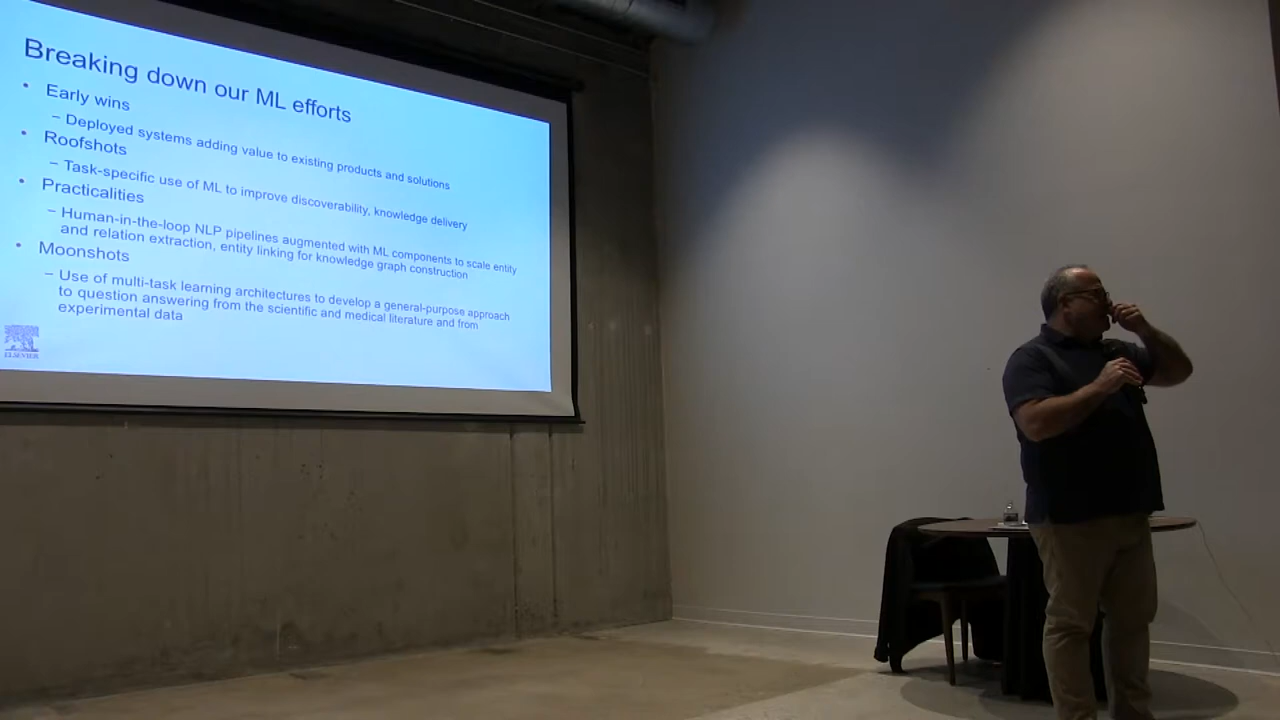 Breaking down our ML efforts
• Early wins
– Deployed systems adding value to existing products and solutions
• Roofshots
– Task-specific use of ML to improve discoverability, knowledge delivery
• Practicalities
– Human-in-the-loop NLP pipelines augmented with ML components to scale entity
and relation extraction, entity linking for knowledge graph construction
• Moonshots
– Use of multi-task learning architectures to develop a general-purpose approach
to question answering from the scientific and medical literature and from
experimental data
ELSEVIER